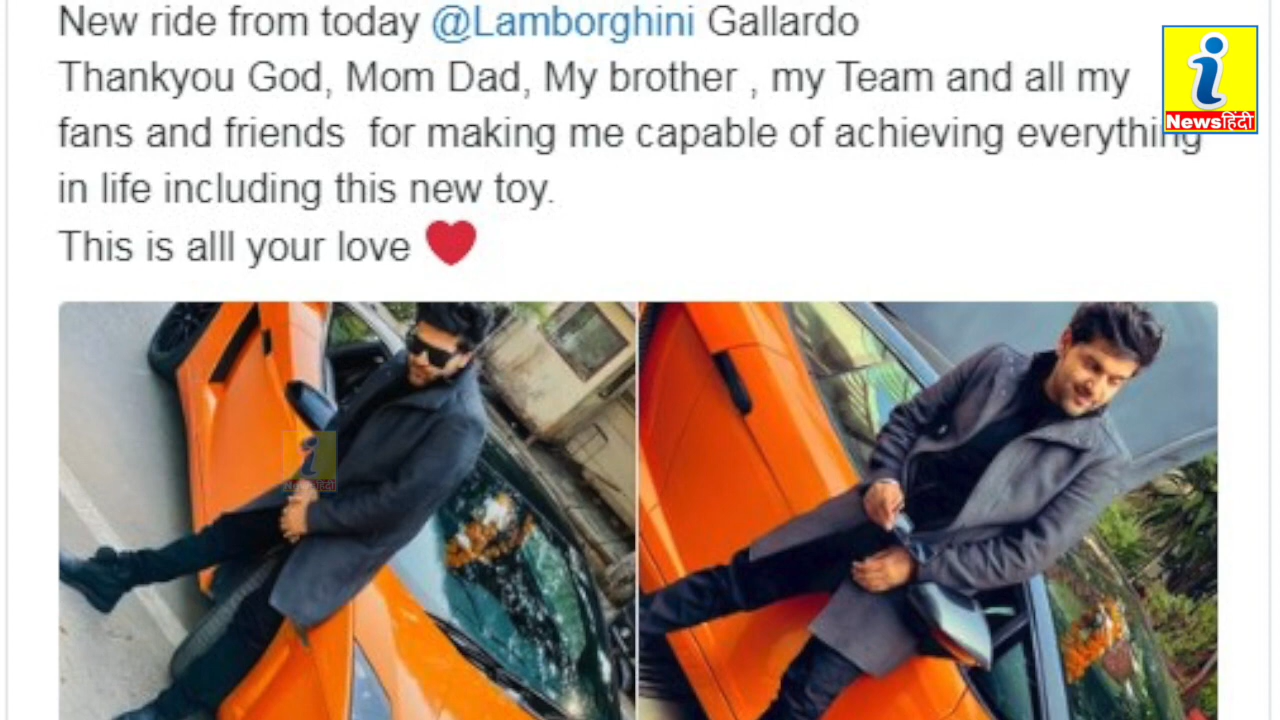 New ride from today @Lamborghini Gallardo
Thankyou God, Mom Dad, My brother , my Team and all my
fans and friends  for making me capable of achieving everything
in life including this new toy.
This is alll your love ❤️
i
Newsहिंदी
i
Newsहिंदी